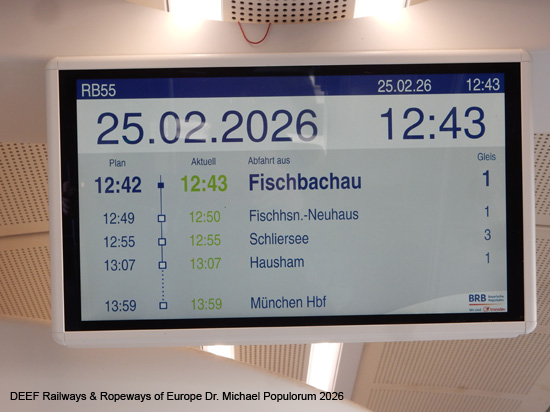 RB55 25.02.26 12:43
25.02.2026 12:43
Plan Aktuell Abfahrt aus Gleis
12:42 12:43 Fischbachau 1
12:49 12:50 Fischhsn.-Neuhaus 1
12:55 12:55 Schliersee 3
13:07 13:07 Hausham 1
13:59 13:59 München Hbf
BRB
DEEF Railways & Ropeways of Europe Dr. Michael Populorum 2026